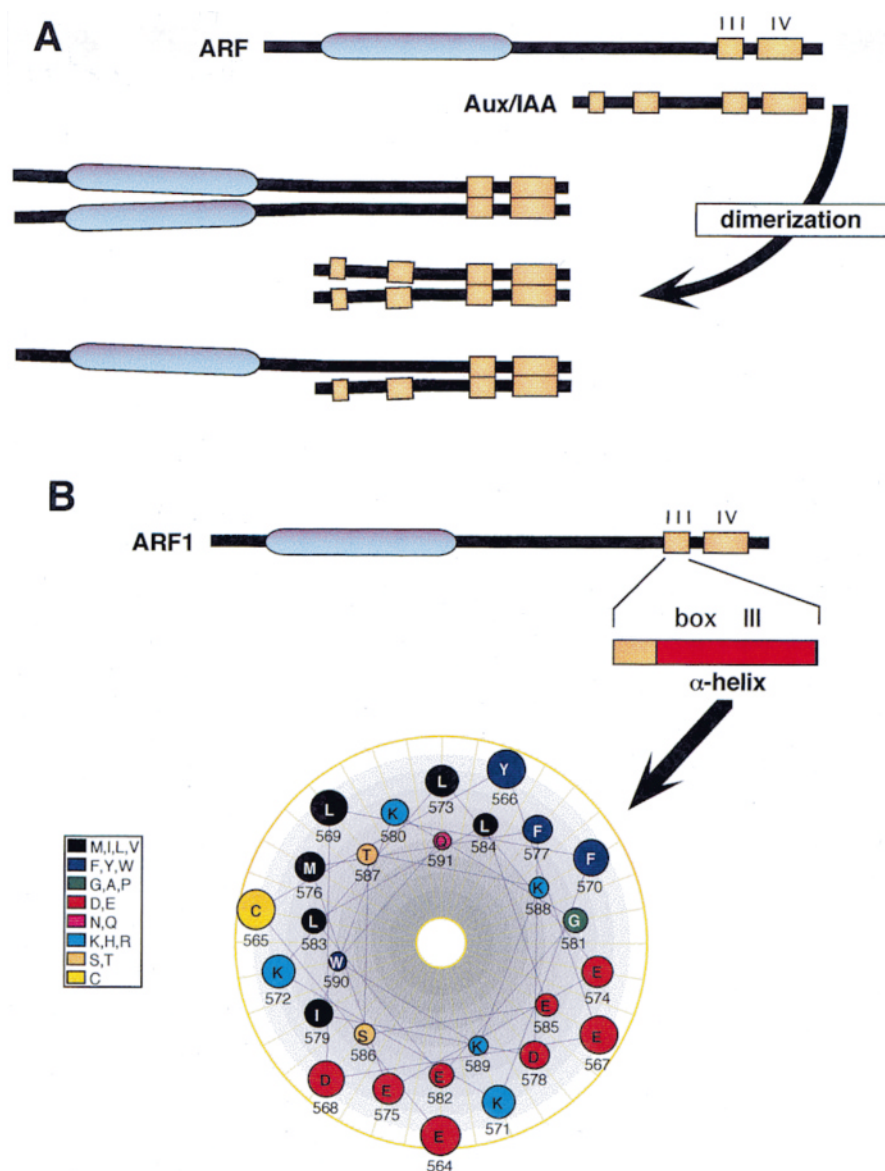 A
III IV
ARF
Aux/IAA
dimerization
B
III IV
ARF1
box III
α-helix
Y
566
L
573
L
569
K
580
L
584
F
577
F
570
T
587
Q
591
M
576
K
588
C
565
L
583
G
581
W
590
K
572
E
574
I
579
E
585
S
586
K
589
E
567
D
578
D
568
E
575
E
582
K
571
E
564
M,I,L,V
F,Y,W
G,A,P
D,E
N,Q
K,H,R
S,T
C